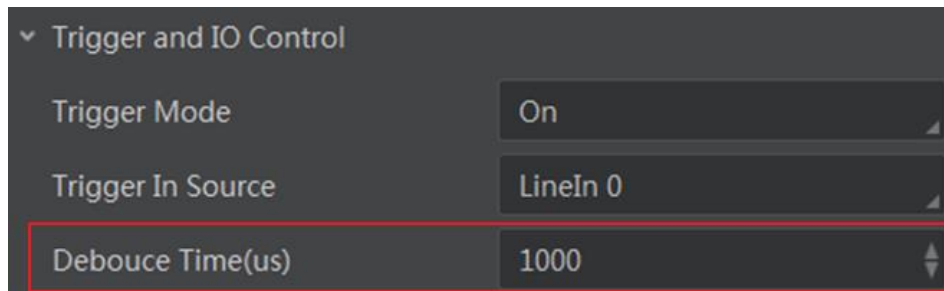 Trigger and IO Control
Trigger Mode On
Trigger In Source LineIn 0
Debouce Time(us) 1000